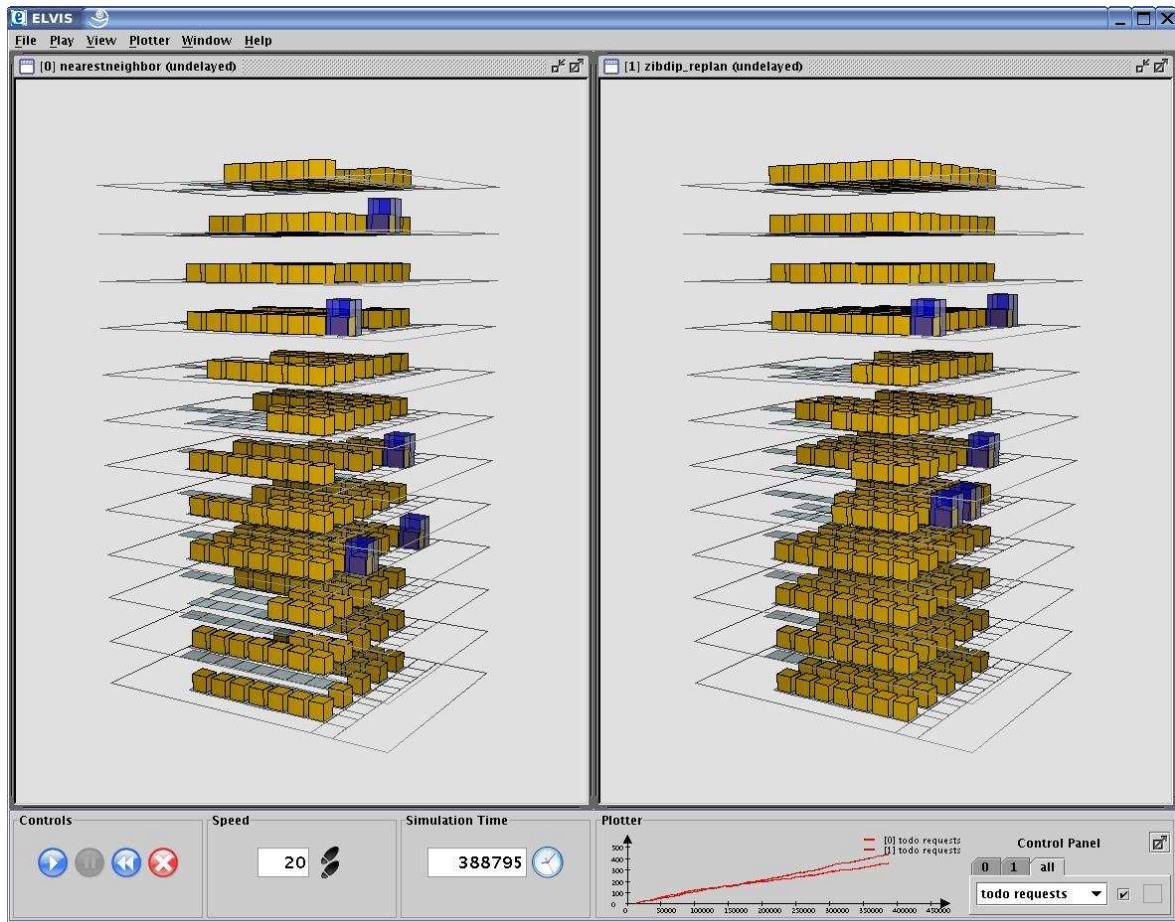 ELVIS
File Play View Plotter Window Help
[0] nearestneighbor (undelayed)
[1] zibdip_replan (undelayed)
Controls
Speed
20
Simulation Time
388795
Plotter
500
400
300
200
100
0
0 50000 100000 150000 200000 250000 300000 350000 400000 450000
[0] todo requests
[1] todo requests
Control Panel
0 1 all
todo requests